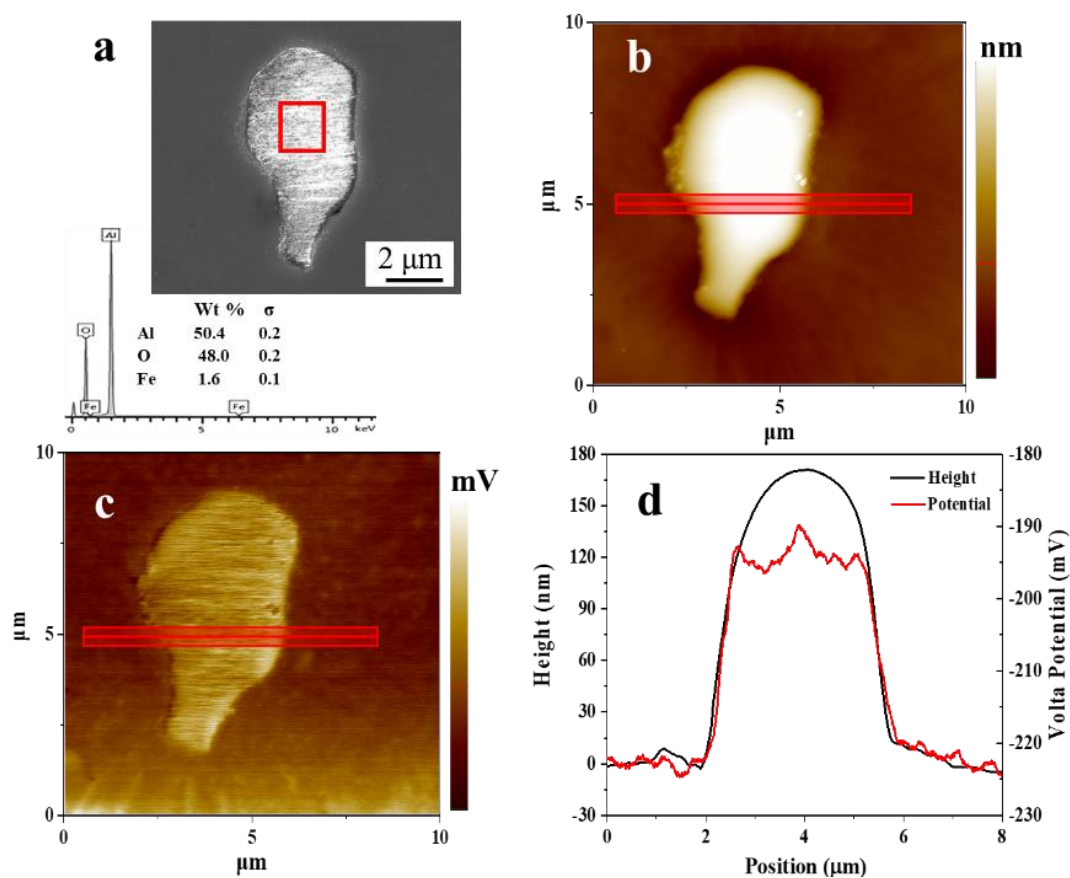 a
2 μm
Al
O
Fe
Fe
0 5 10 keV
Wt % σ
Al 50.4 0.2
O 48.0 0.2
Fe 1.6 0.1
b
nm
10
5
0
μm
0 5 10
μm
c
mV
10
5
0
μm
0 5 10
μm
d
Height
Potential
180
150
120
90
60
30
0
-30
Height (nm)
-180
-190
-200
-210
-220
-230
Volta Potential (mV)
0 2 4 6 8
Position (μm)